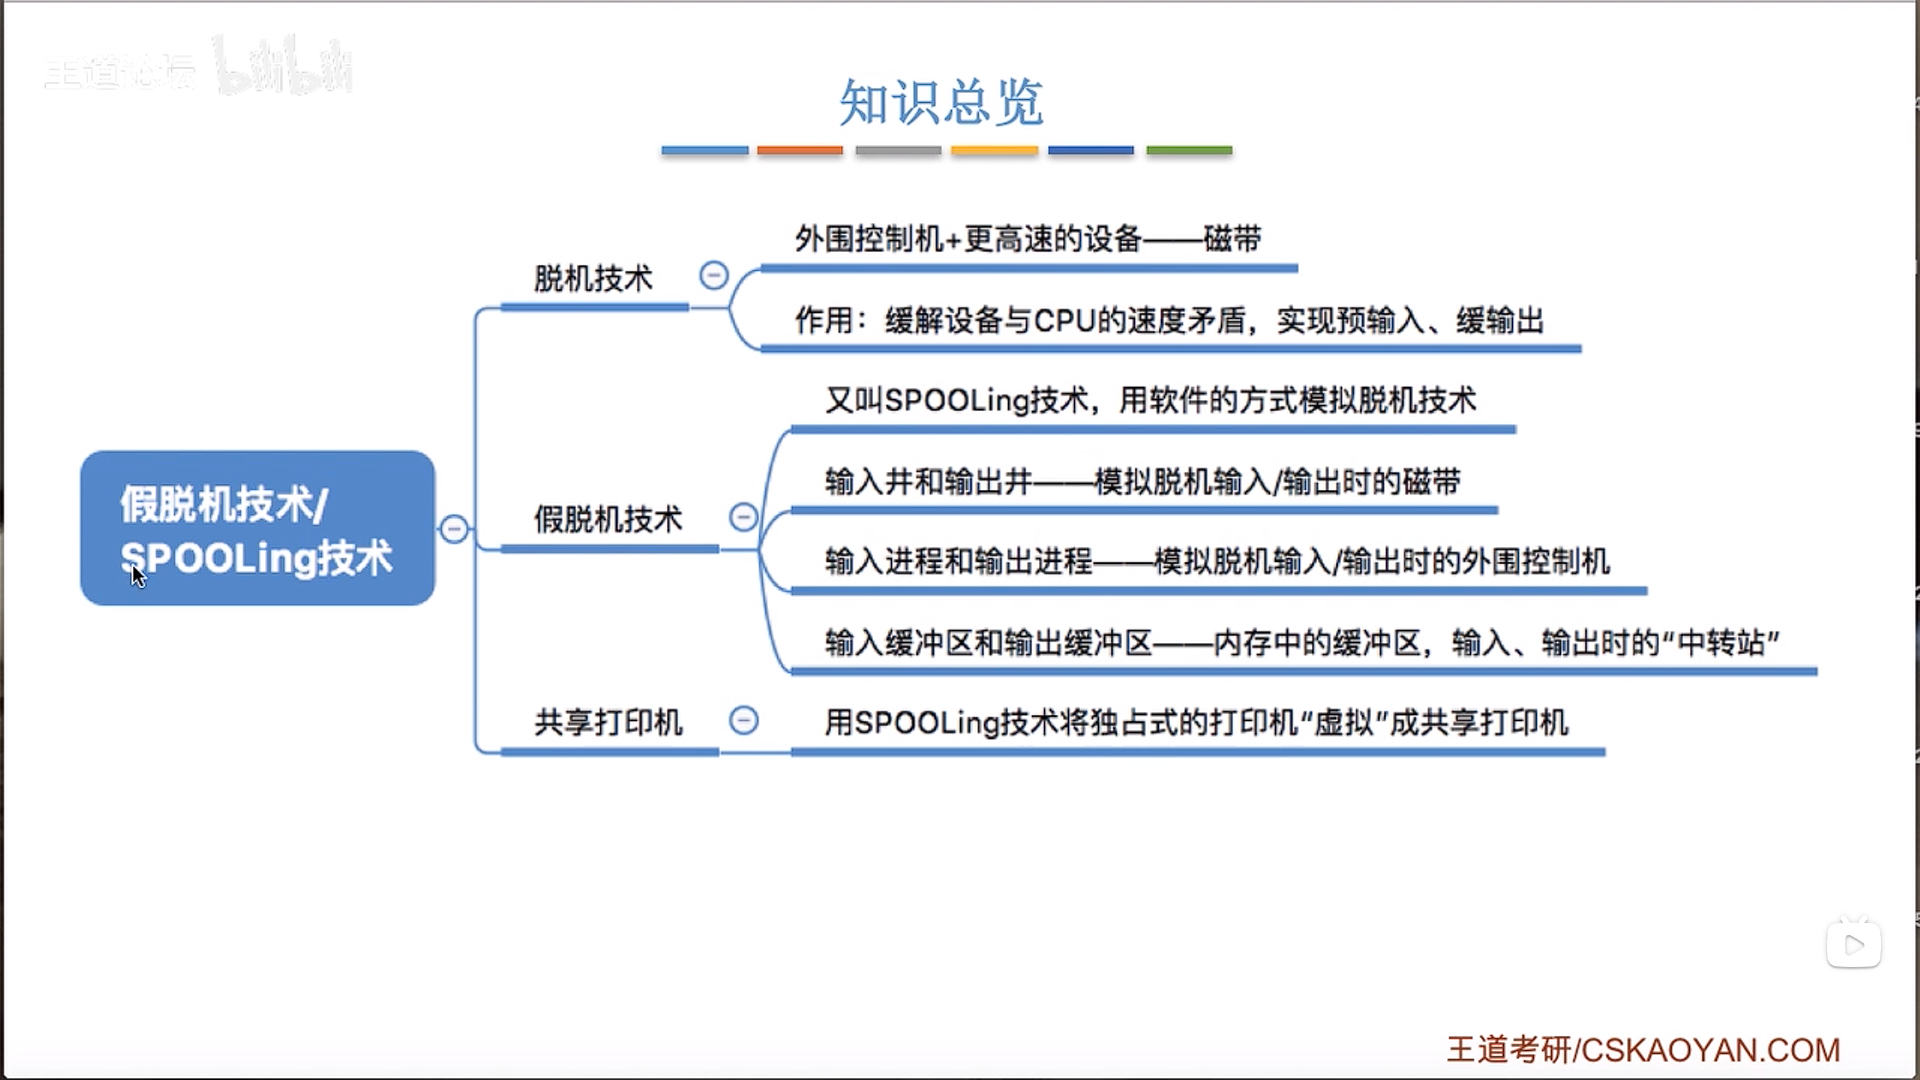 王道论坛 bilibili
知识总览
外围控制机+更高速的设备——磁带
脱机技术
作用：缓解设备与CPU的速度矛盾，实现预输入、缓输出
又叫SPOOLing技术，用软件的方式模拟脱机技术
输入井和输出井——模拟脱机输入/输出时的磁带
假脱机技术/
SPOOLing技术
假脱机技术
输入进程和输出进程——模拟脱机输入/输出时的外围控制机
输入缓冲区和输出缓冲区——内存中的缓冲区，输入、输出时的“中转站”
共享打印机
用SPOOLing技术将独占式的打印机“虚拟”成共享打印机
王道考研/CSKAOYAN.COM